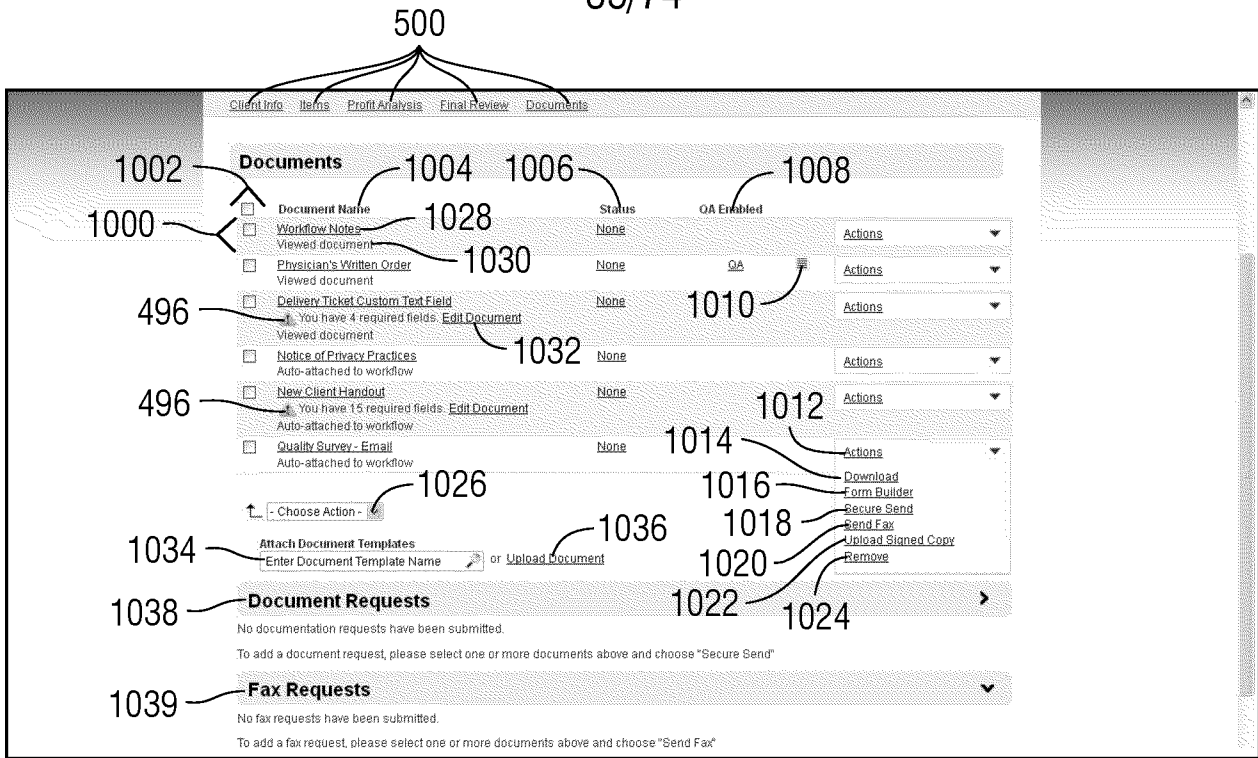 500
Client Info Items Profit Analysis Final Review Documents
Documents
1002 1004 1006 1008
Document Name Status QA Enabled
1000 Workflow Notes 1028 None Actions
Viewed document 1030
Physician's Written Order None QA 1010 Actions
Viewed document
Delivery Ticket Custom Text Field None Actions
496 You have 4 required fields. Edit Document 1032
Viewed document
Notice of Privacy Practices None Actions
Auto-attached to workflow
New Client Handout None Actions
496 You have 15 required fields. Edit Document
Auto-attached to workflow
Quality Survey - Email None 1012 Actions
Auto-attached to workflow
1014 Download
1016 Form Builder
1018 Secure Send
1020 Send Fax
1022 Upload Signed Copy
1024 Remove
- Choose Action - 1026
Attach Document Templates
1034 Enter Document Template Name or Upload Document 1036
1038 Document Requests
No documentation requests have been submitted.
To add a document request, please select one or more documents above and choose "Secure Send"
1039 Fax Requests
No fax requests have been submitted.
To add a fax request, please select one or more documents above and choose "Send Fax"